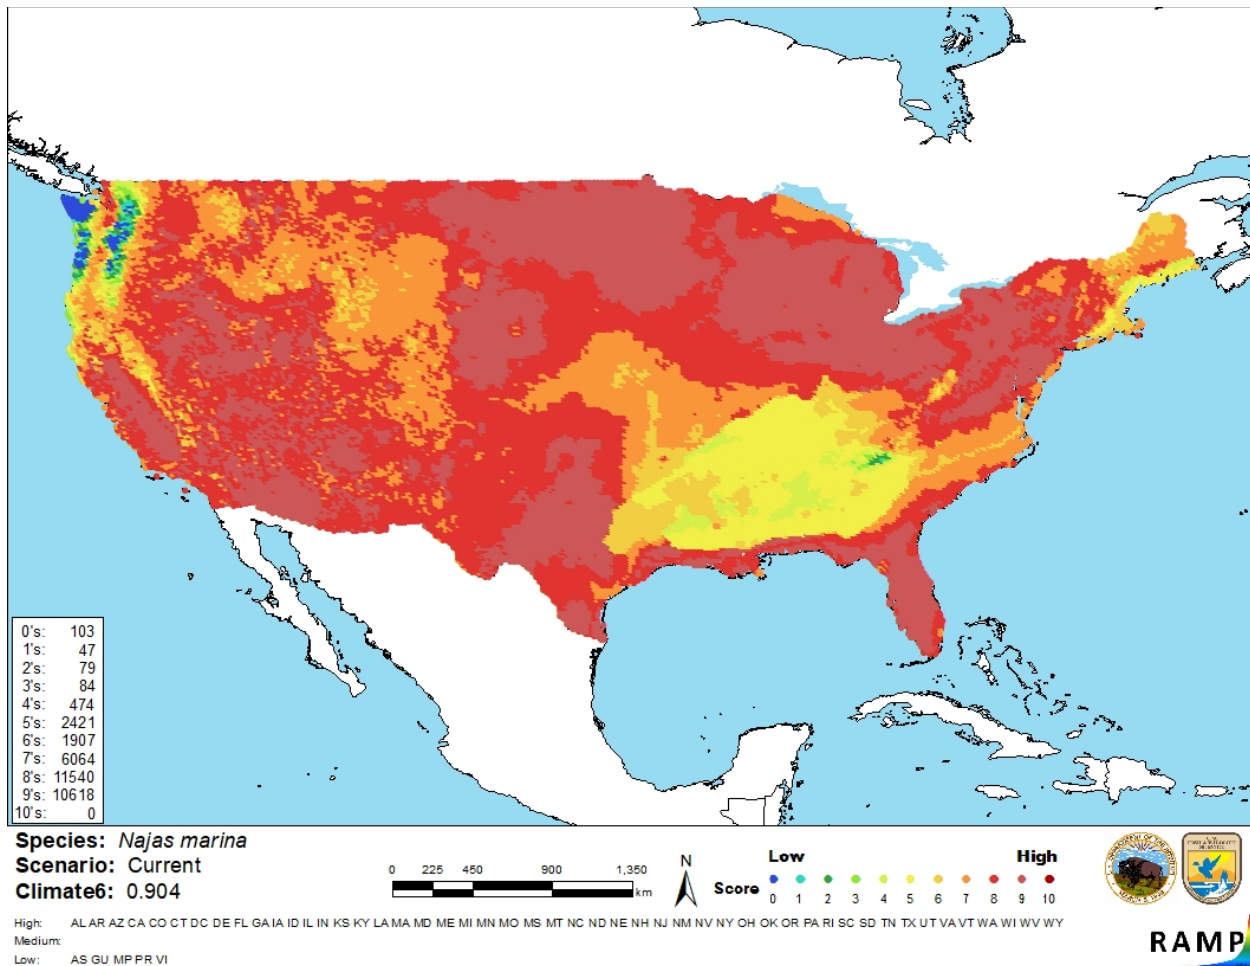 0's: 103
1's: 47
2's: 79
3's: 84
4's: 474
5's: 2421
6's: 1907
7's: 6064
8's: 11540
9's: 10618
10's: 0
Species: Najas marina
Scenario: Current
Climate6: 0.904
0 225 450 900 1,350
km
N
Low High
Score
0 1 2 3 4 5 6 7 8 9 10
High: AL AR AZ CA CO CT DC DE FL GA IA ID IL IN KS KY LA MA MD ME MI MN MO MS MT NC ND NE NH NJ NM NV NY OH OK OR PA RI SC SD TN TX UT VA VT WA WI WV WY
Medium:
Low: AS GU MP PR VI
RAMP